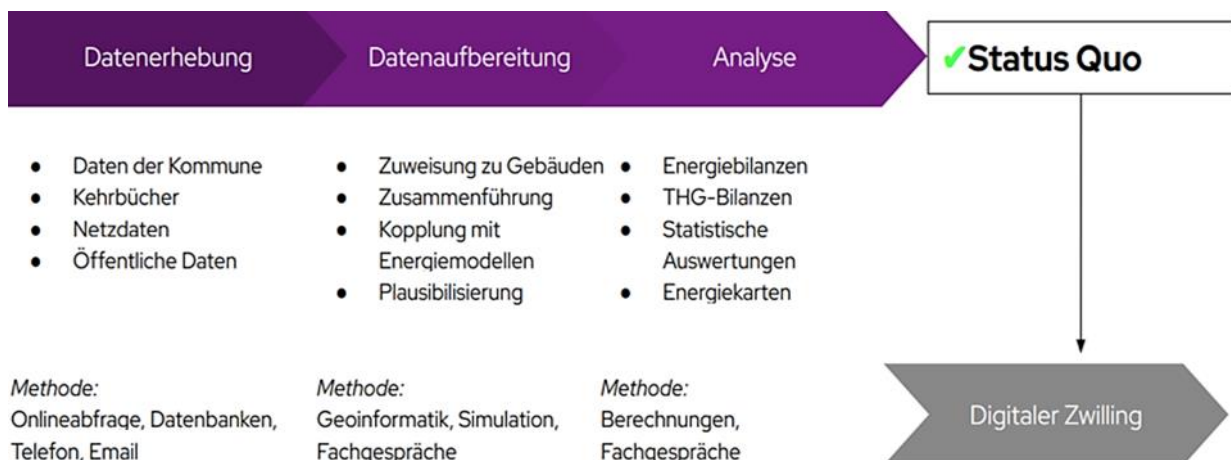 Datenerhebung
Datenaufbereitung
Analyse
✔Status Quo
● Daten der Kommune
● Kehrbücher
● Netzdaten
● Öffentliche Daten
● Zuweisung zu Gebäuden
● Zusammenführung
● Kopplung mit
Energiemodellen
● Plausibilisierung
● Energiebilanzen
● THG-Bilanzen
● Statistische
Auswertungen
● Energiekarten
Methode:
Onlineabfrage, Datenbanken,
Telefon, Email
Methode:
Geoinformatik, Simulation,
Fachgespräche
Methode:
Berechnungen,
Fachgespräche
Digitaler Zwilling